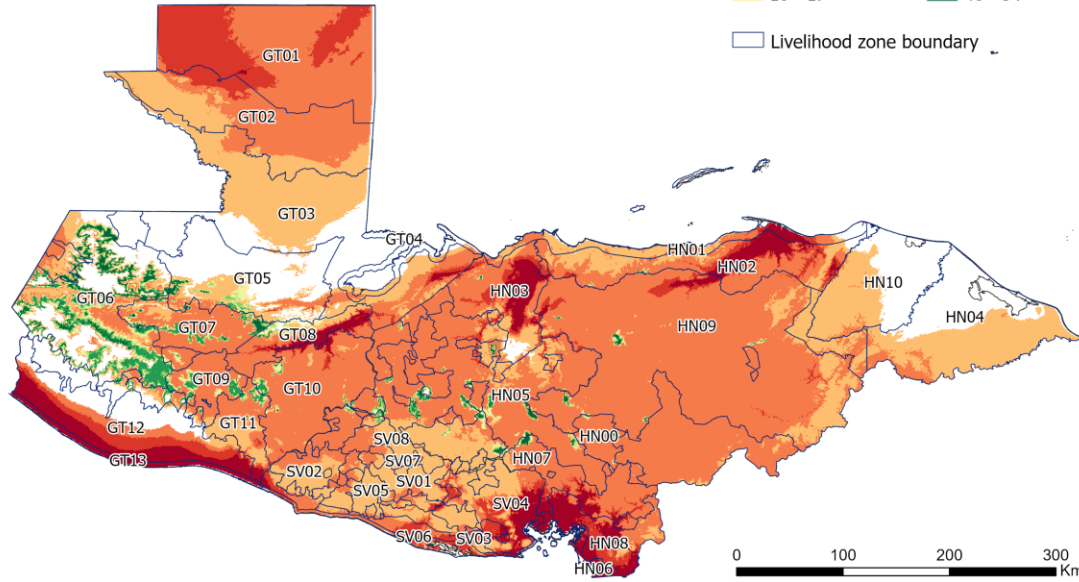 Livelihood zone boundary
GT01
GT02
GT03
GT04
HN01
GT05
HN02
HN03
HN10
GT06
HN04
GT07
GT08
HN09
GT09
GT10
HN05
GT11
GT12
SV08
HN00
GT13
SV02
SV07
HN07
SV01
SV05
SV04
SV06
SV03
HN08
HN06
0 100 200 300
Km